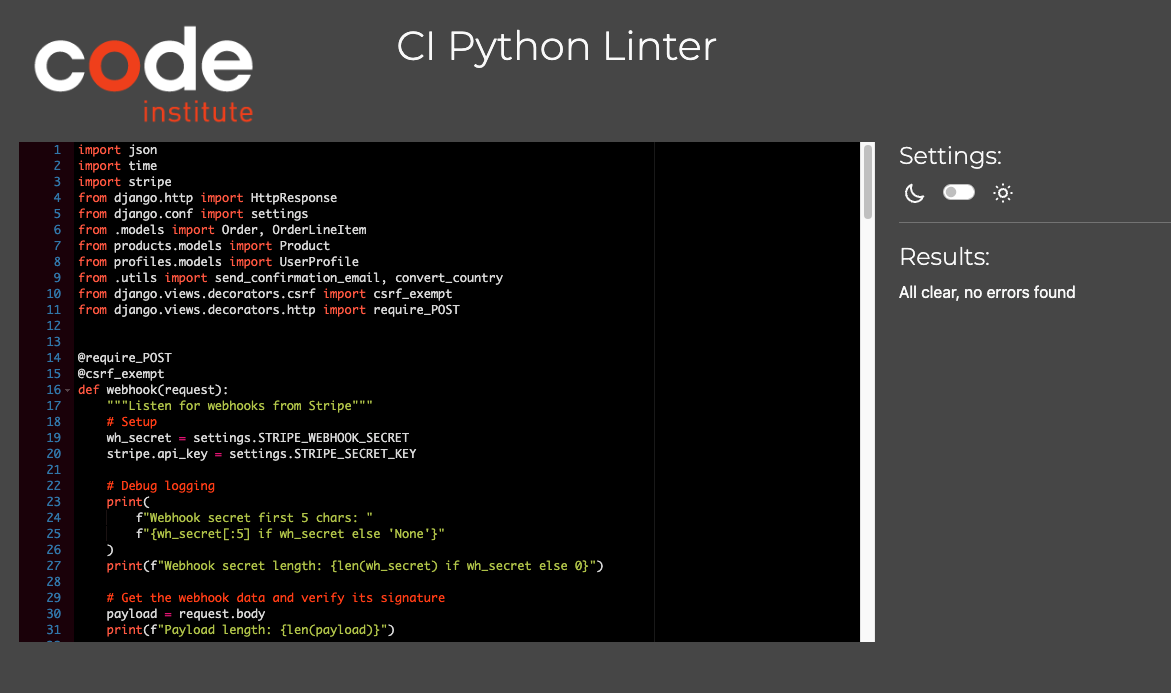 code
institute
CI Python Linter
1 import json
2 import time
3 import stripe
4 from django.http import HttpResponse
5 from django.conf import settings
6 from .models import Order, OrderLineItem
7 from products.models import Product
8 from profiles.models import UserProfile
9 from .utils import send_confirmation_email, convert_country
10 from django.views.decorators.csrf import csrf_exempt
11 from django.views.decorators.http import require_POST
12
13
14 @require_POST
15 @csrf_exempt
16 def webhook(request):
17     """Listen for webhooks from Stripe"""
18     # Setup
19     wh_secret = settings.STRIPE_WEBHOOK_SECRET
20     stripe.api_key = settings.STRIPE_SECRET_KEY
21
22     # Debug logging
23     print(
24         f"Webhook secret first 5 chars: "
25         f"{wh_secret[:5] if wh_secret else 'None'}"
26     )
27     print(f"Webhook secret length: {len(wh_secret) if wh_secret else 0}")
28
29     # Get the webhook data and verify its signature
30     payload = request.body
31     print(f"Payload length: {len(payload)}")
Settings:
Results:
All clear, no errors found